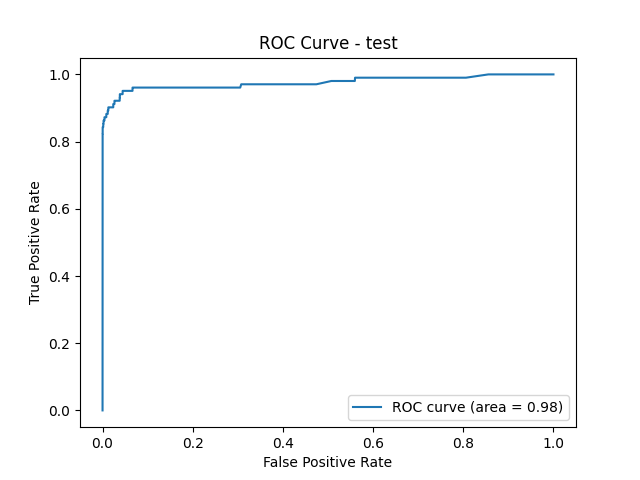 ROC Curve - test
1.0
0.8
0.6
0.4
0.2
0.0
True Positive Rate
ROC curve (area = 0.98)
0.0 0.2 0.4 0.6 0.8 1.0
False Positive Rate